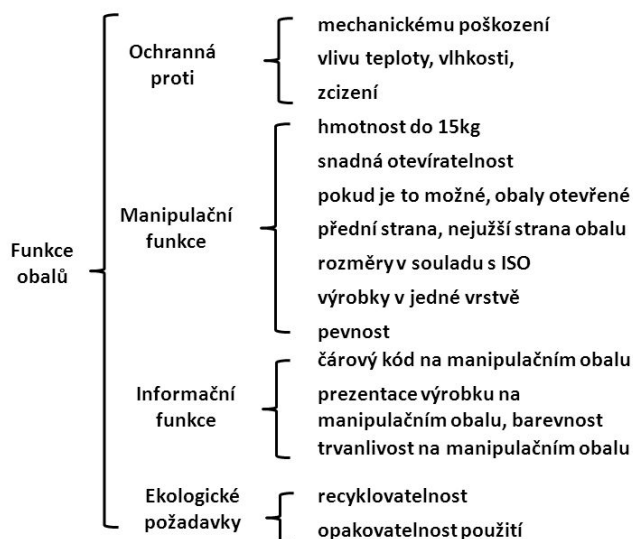 Funkce
obalů
Ochranná
proti
mechanickému poškození
vlivu teploty, vlhkosti,
zcizení
Manipulační
funkce
hmotnost do 15kg
snadná otevíratelnost
pokud je to možné, obaly otevřené
přední strana, nejužší strana obalu
rozměry v souladu s ISO
výrobky v jedné vrstvě
pevnost
Informační
funkce
čárový kód na manipulačním obalu
prezentace výrobku na
manipulačním obalu, barevnost
trvanlivost na manipulačním obalu
Ekologické
požadavky
recyklovatelnost
opakovatelnost použití